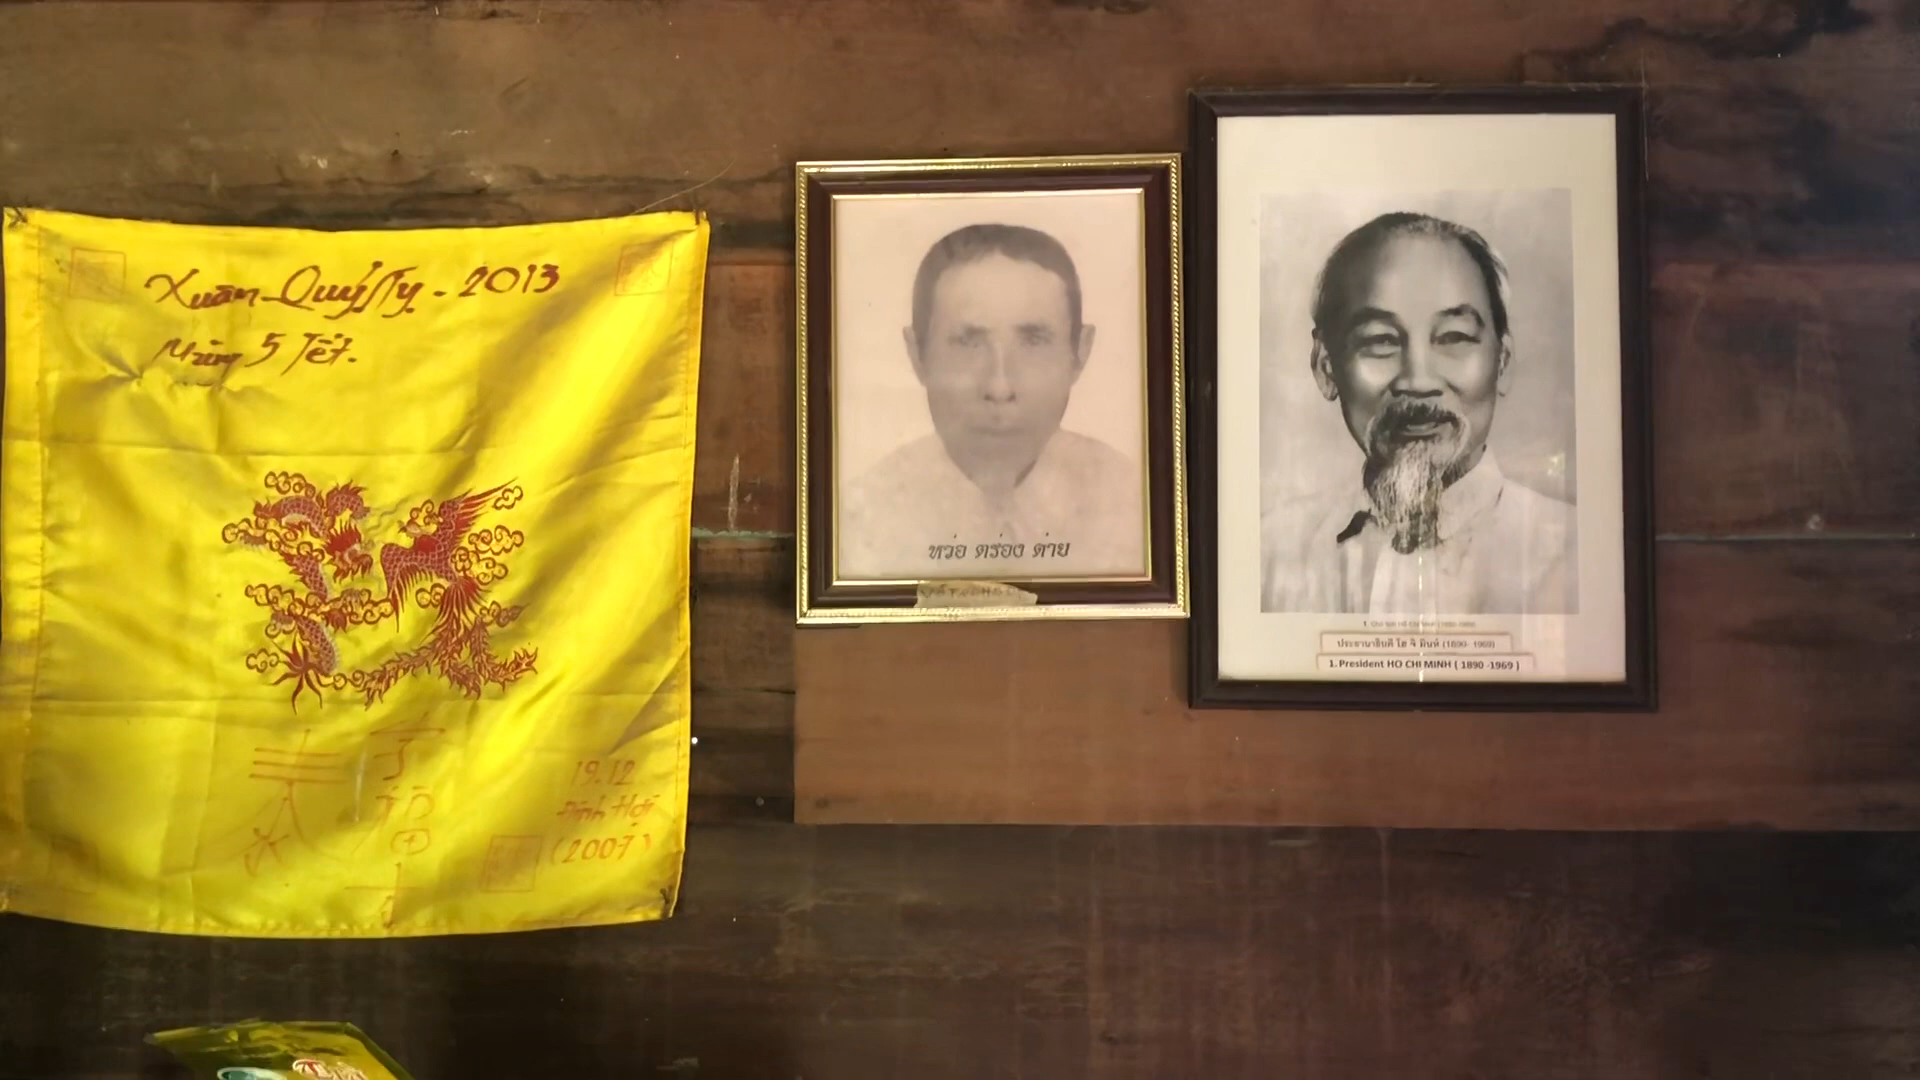 Xuân Quý Tỵ - 2013
Mùng 5 Tết.
19.12
Đinh Hợi
(2007)
หว่อ ตร่อง ต่าย
ประธานาธิบดี โฮ จิ มินห์ (1890- 1969)
1. President HO CHI MINH ( 1890 -1969 )